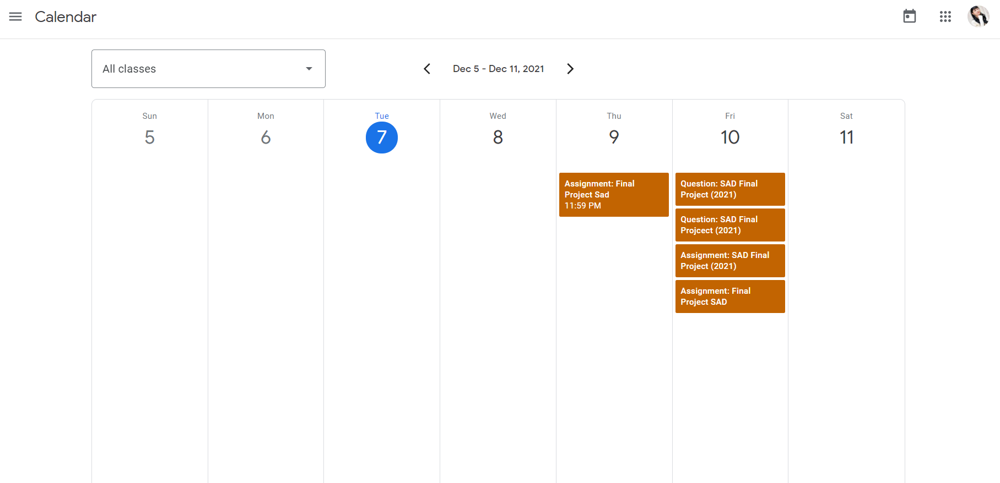 Calendar
All classes
Dec 5 - Dec 11, 2021
Sun
5
Mon
6
Tue
7
Wed
8
Thu
9
Fri
10
Sat
11
Assignment: Final
Project Sad
11:59 PM
Question: SAD Final
Project (2021)
Question: SAD Final
Projcect (2021)
Assignment: SAD Final
Project (2021)
Assignment: Final
Project SAD